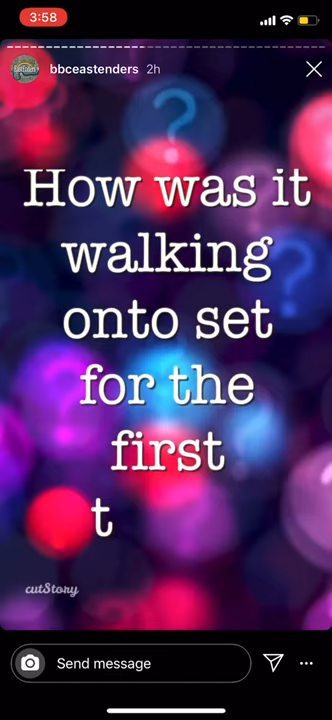 3:58
bbceastenders 2h
How was it
walking
onto set
for the
first
t
cutStory
Send message